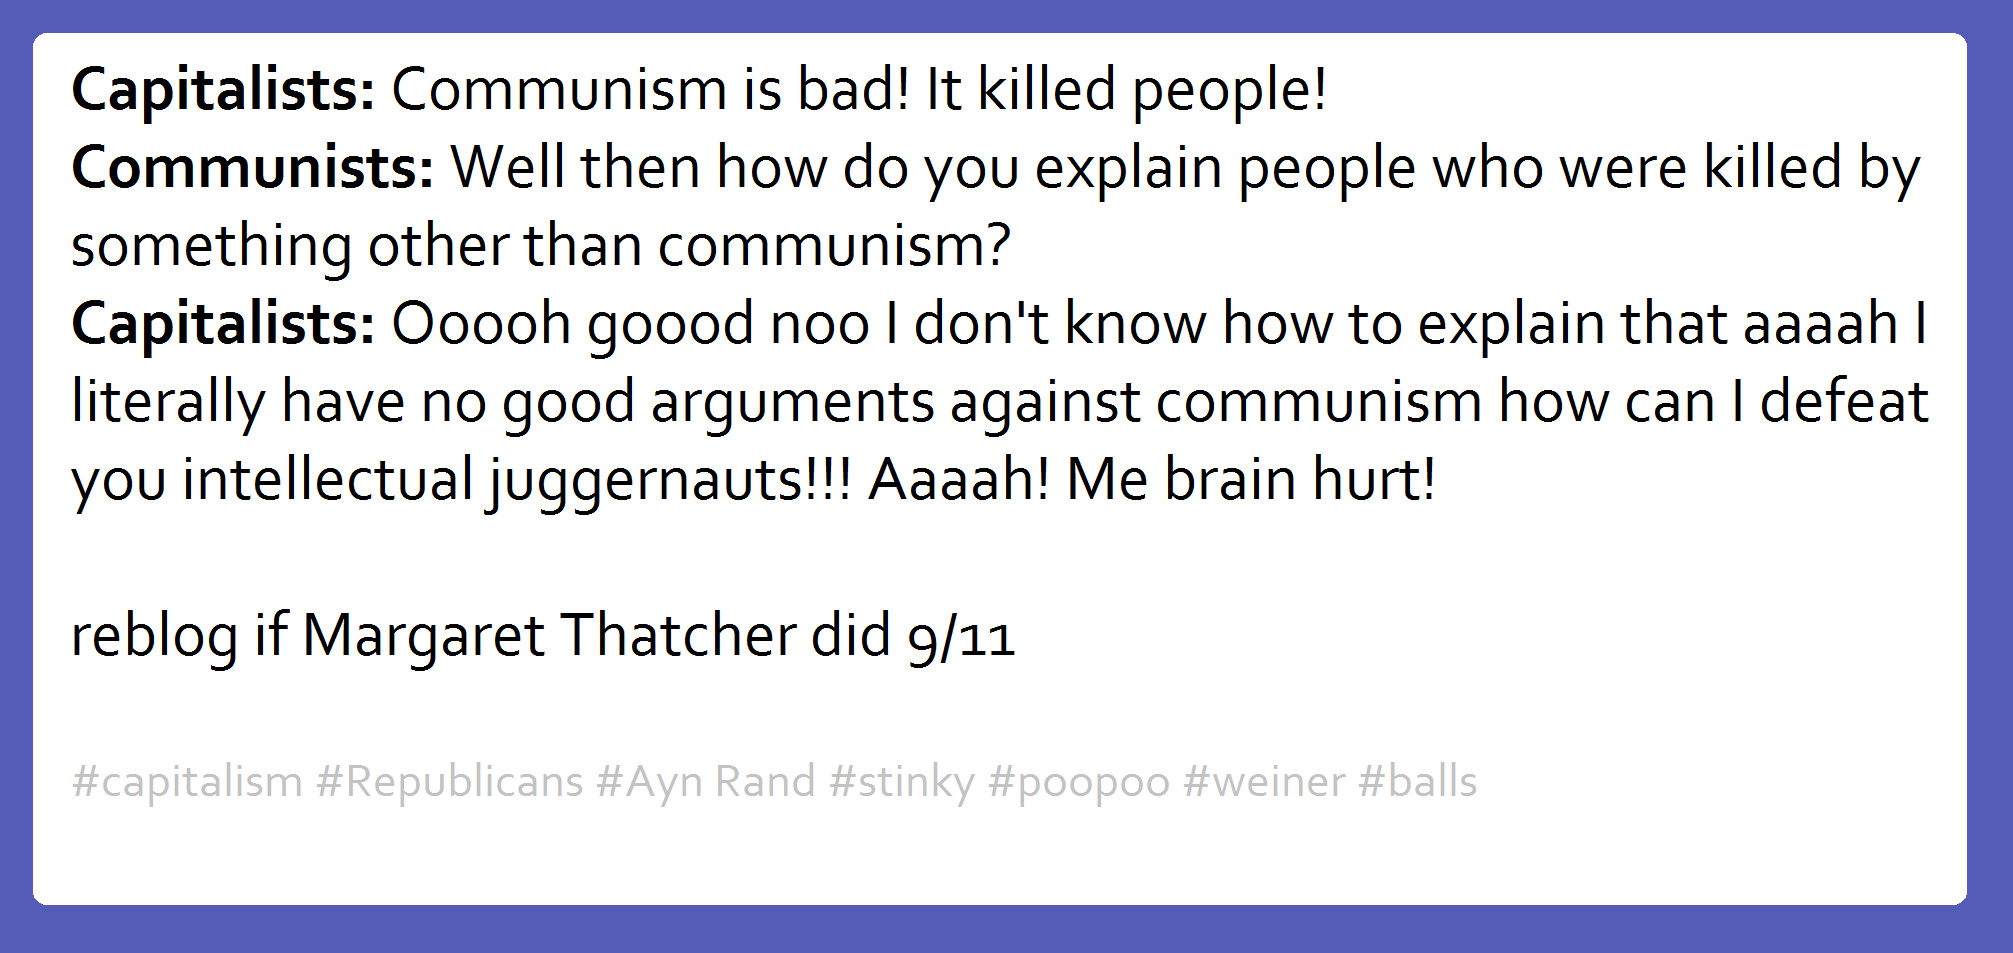 Capitalists: Communism is bad! It killed people!
Communists: Well then how do you explain people who were killed by
something other than communism?
Capitalists: Ooooh goood noo I don't know how to explain that aaaah I
literally have no good arguments against communism how can I defeat
you intellectual juggernauts!!! Aaaah! Me brain hurt!
reblog if Margaret Thatcher did 9/11
#capitalism #Republicans #Ayn Rand #stinky #poopoo #weiner #balls